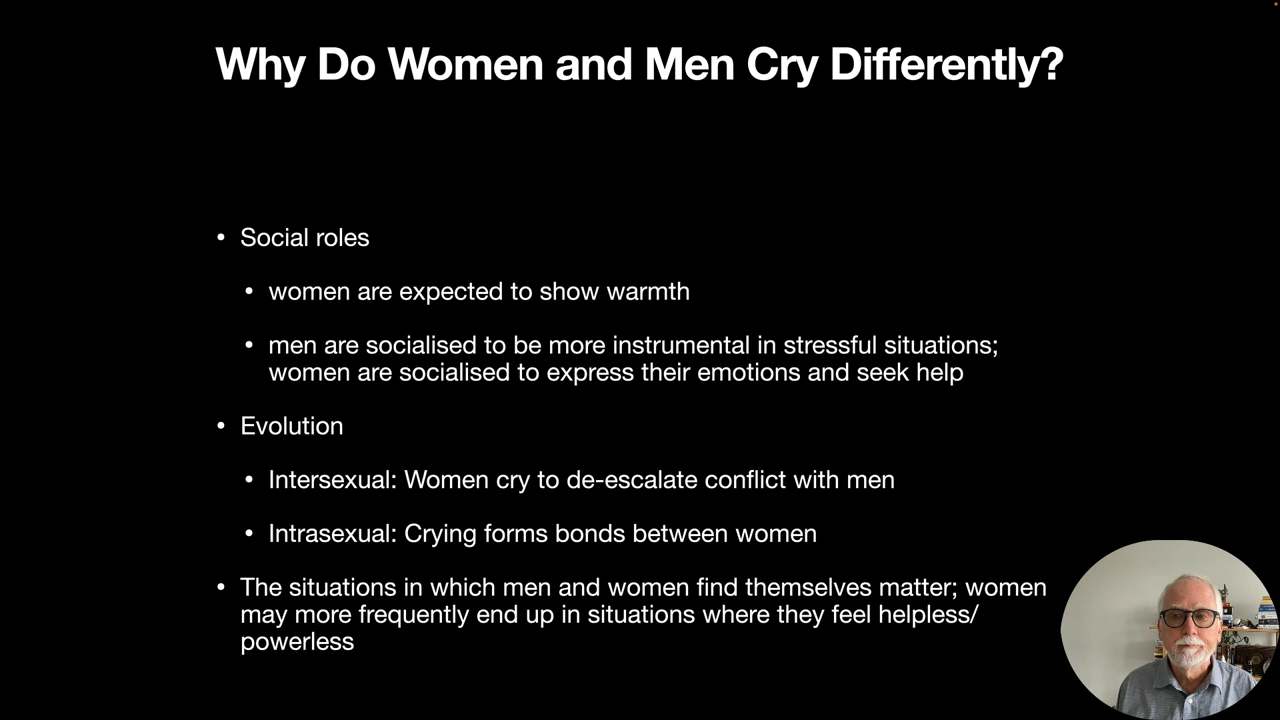 Why Do Women and Men Cry Differently?
• Social roles
• women are expected to show warmth
• men are socialised to be more instrumental in stressful situations;
women are socialised to express their emotions and seek help
• Evolution
• Intersexual: Women cry to de-escalate conflict with men
• Intrasexual: Crying forms bonds between women
• The situations in which men and women find themselves matter; women
may more frequently end up in situations where they feel helpless/
powerless